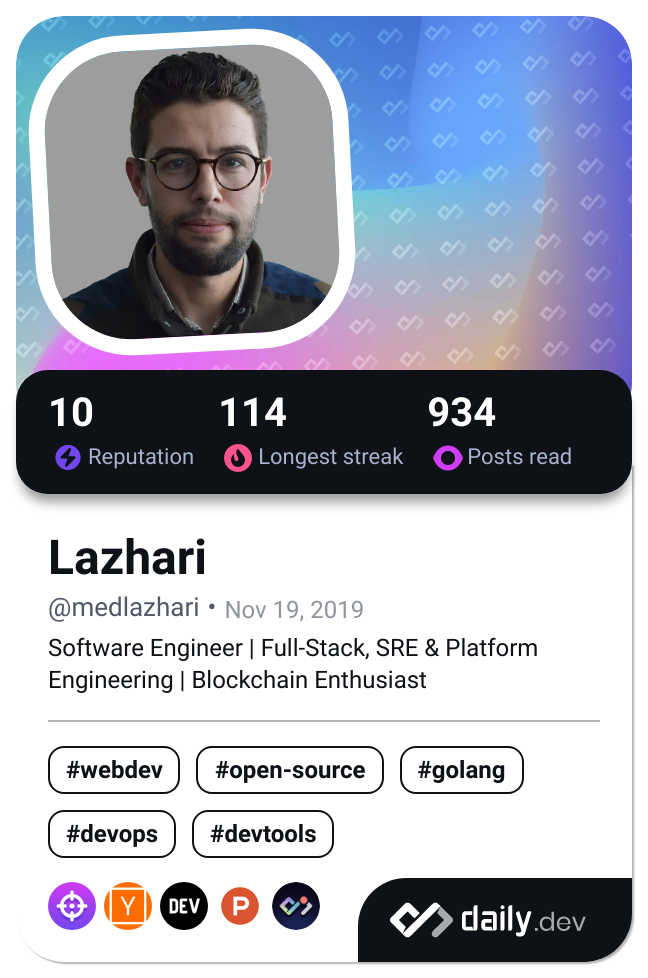 10 114 934
Reputation Longest streak Posts read
Lazhari
@medlazhari • Nov 19, 2019
Software Engineer | Full-Stack, SRE & Platform
Engineering | Blockchain Enthusiast
#webdev #open-source #golang
#devops #devtools
Y DEV P
daily.dev